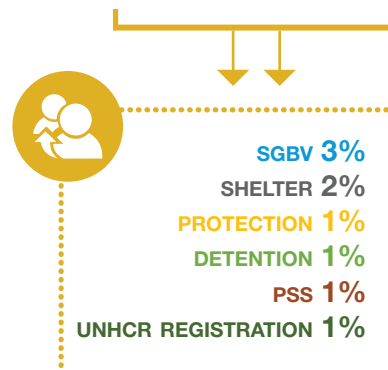 SGBV 3%
SHELTER 2%
PROTECTION 1%
DETENTION 1%
PSS 1%
UNHCR REGISTRATION 1%